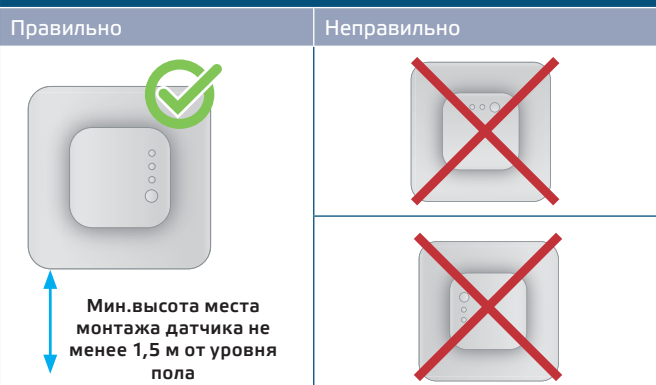 Правильно
Неправильно
Мин.высота места
монтажа датчика не
менее 1,5 м от уровня
пола